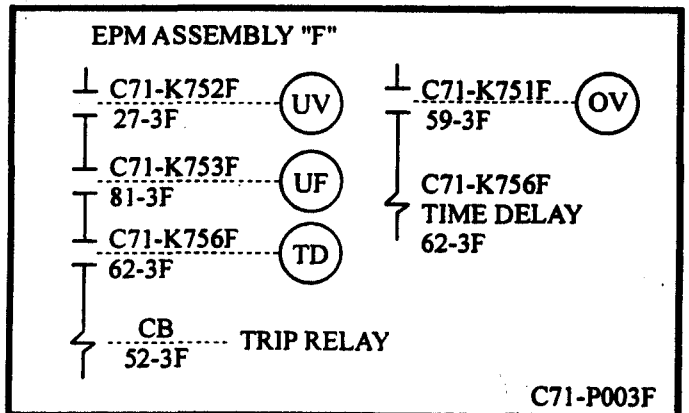 EPM ASSEMBLY "F"
C71-K752F
27-3F
UV
C71-K753F
81-3F
UF
C71-K756F
62-3F
TD
CB
52-3F
TRIP RELAY
C71-K751F
59-3F
OV
C71-K756F
TIME DELAY
62-3F
C71-P003F